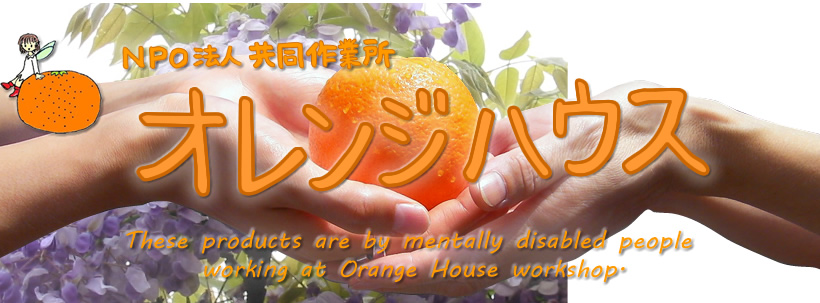 NPO法人 共同作業所
オレンジハウス
These products are by mentally disabled people
working at Orange House workshop.